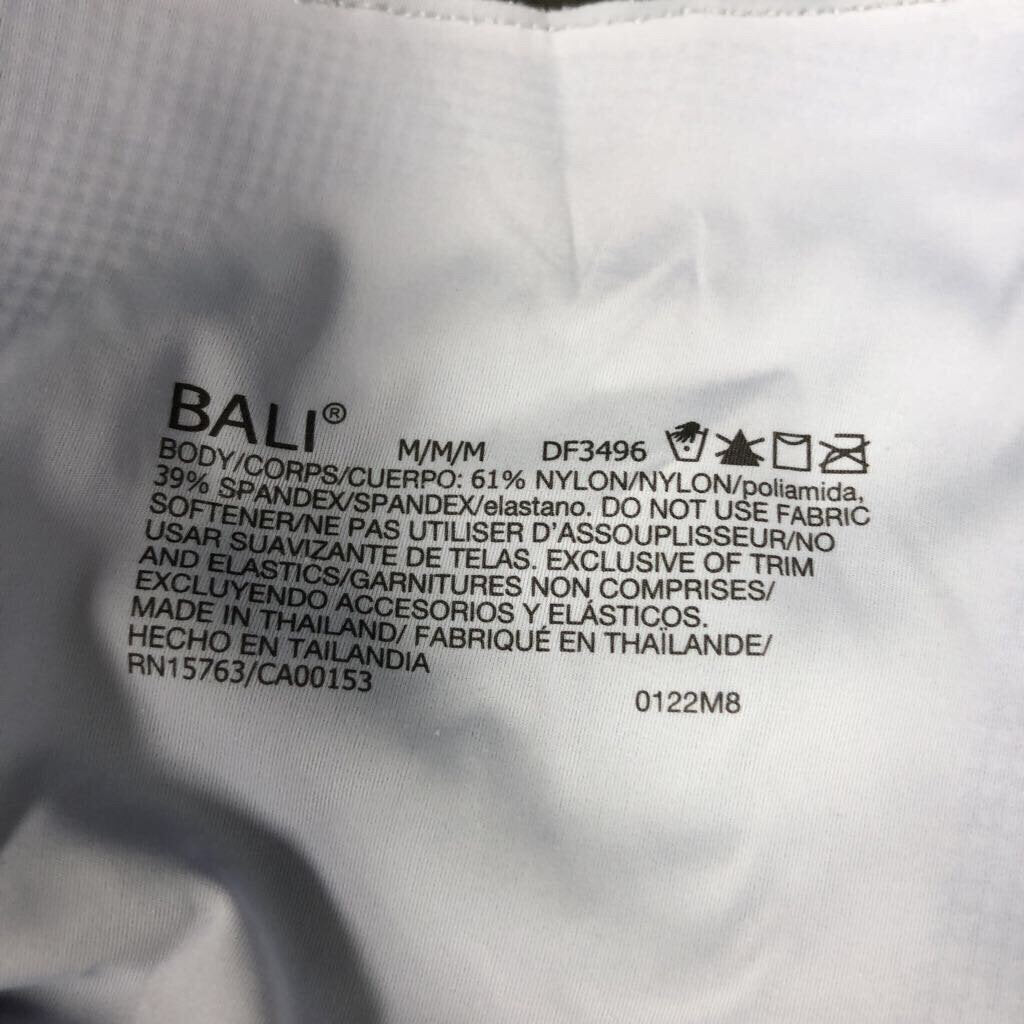 BALI®
M/M/M DF3496
BODY/CORPS/CUERPO: 61% NYLON/NYLON/poliamida,
39% SPANDEX/SPANDEX/elastano. DO NOT USE FABRIC
SOFTENER/NE PAS UTILISER D'ASSOUPLISSEUR/NO
USAR SUAVIZANTE DE TELAS. EXCLUSIVE OF TRIM
AND ELASTICS/GARNITURES NON COMPRISES/
EXCLUYENDO ACCESORIOS Y ELÁSTICOS.
MADE IN THAILAND/ FABRIQUÉ EN THAÏLANDE/
HECHO EN TAILANDIA
RN15763/CA00153
0122M8